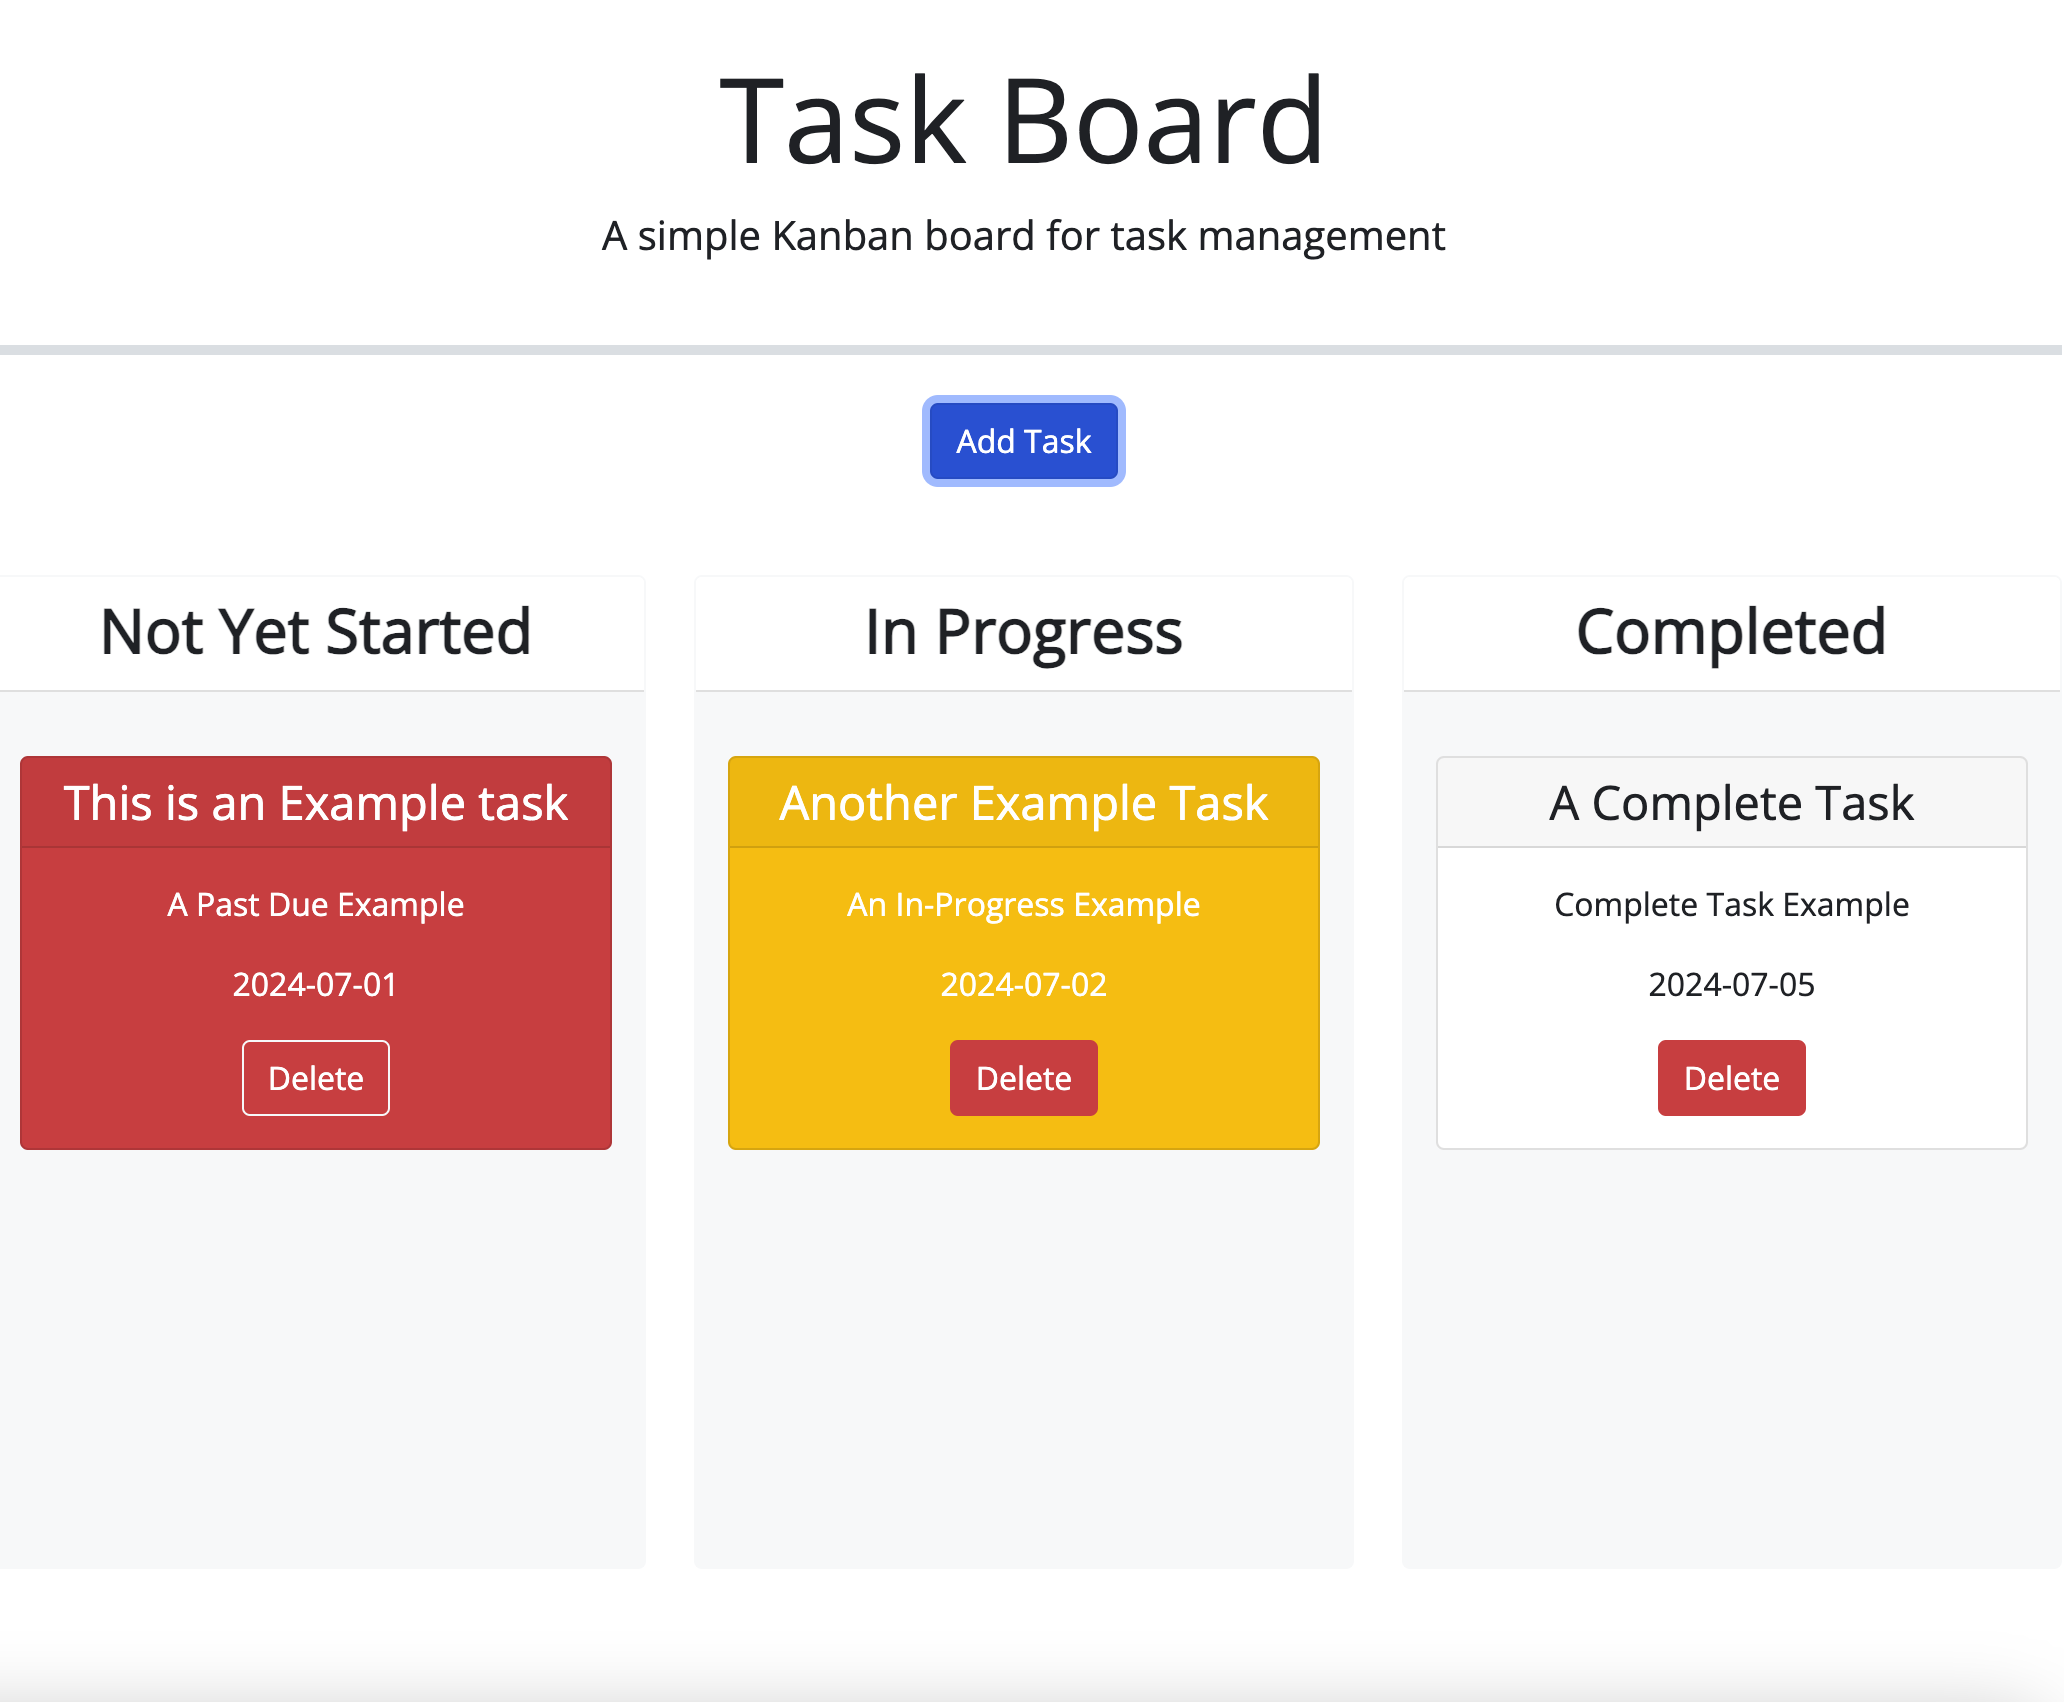 Task Board
A simple Kanban board for task management
Add Task
Not Yet Started
This is an Example task
A Past Due Example
2024-07-01
Delete
In Progress
Another Example Task
An In-Progress Example
2024-07-02
Delete
Completed
A Complete Task
Complete Task Example
2024-07-05
Delete